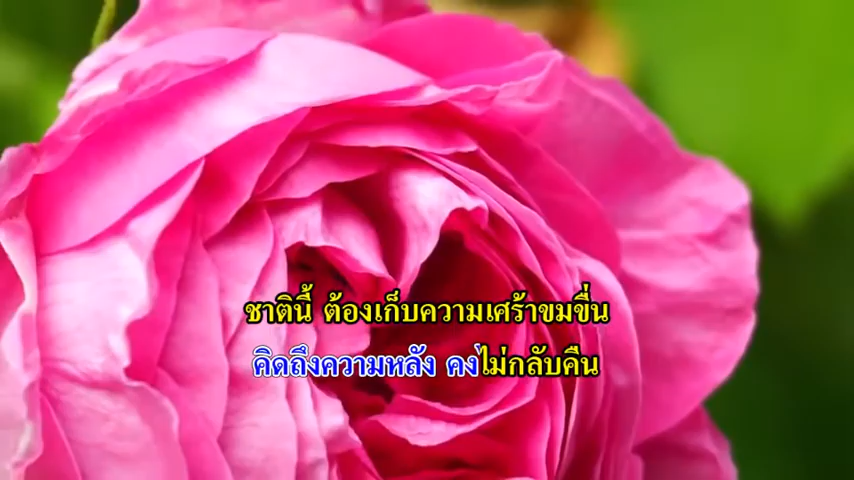 ชาตินี้ ต้องเก็บความเศร้าขมขื่น
คิดถึงความหลัง คงไม่กลับคืน